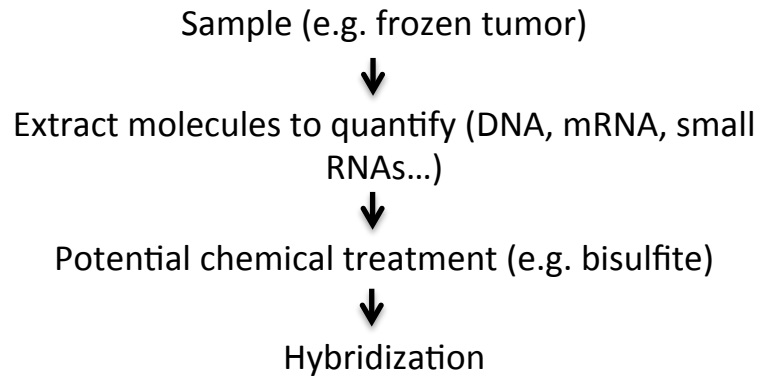 Sample (e.g. frozen tumor)
Extract molecules to quantify (DNA, mRNA, small
RNAs…)
Potential chemical treatment (e.g. bisulfite)
Hybridization